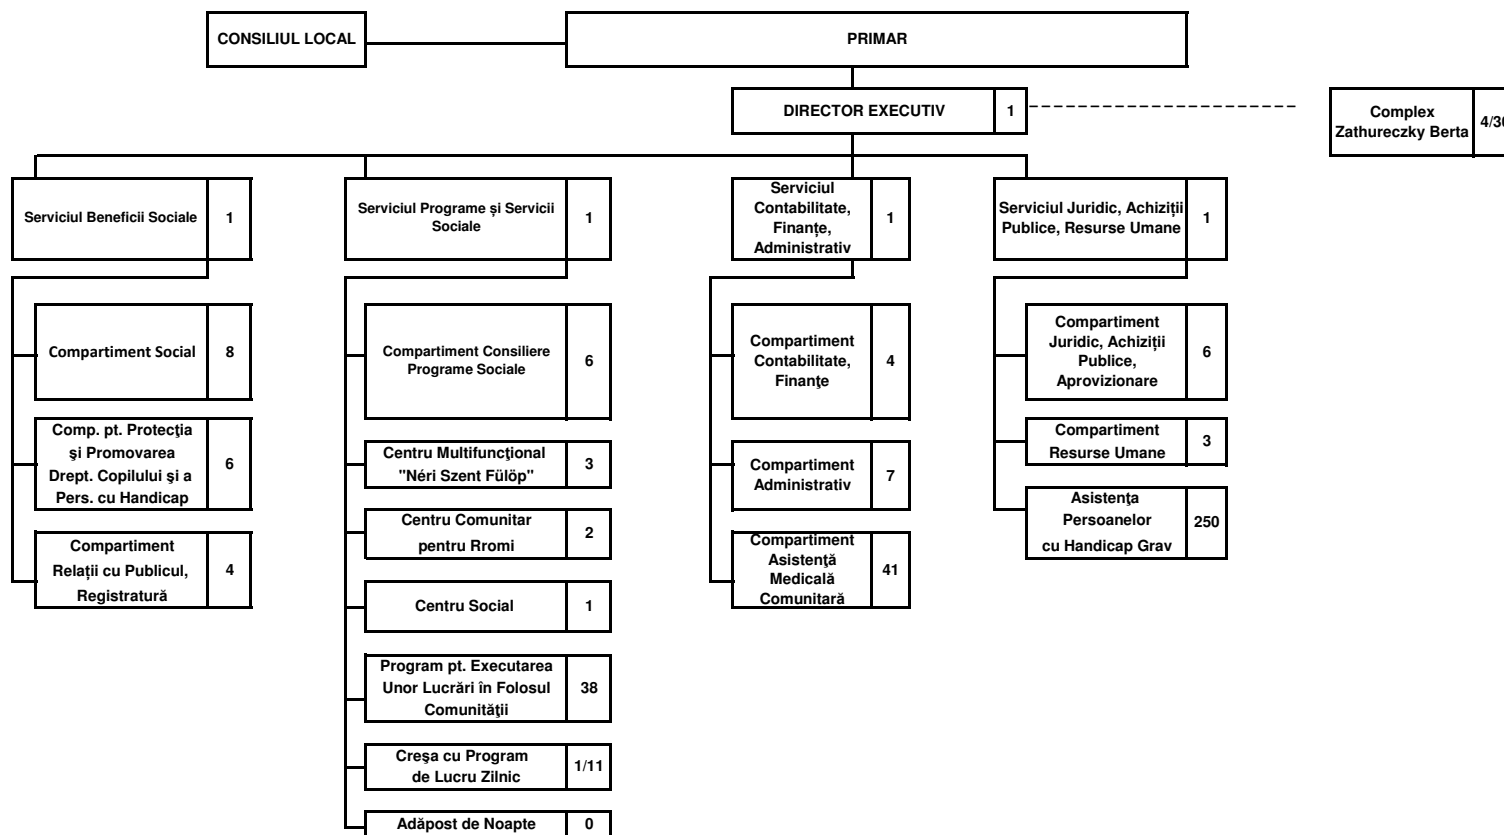 CONSILIUL LOCAL
PRIMAR
DIRECTOR EXECUTIV
1
Complex
Zathureczky Berta
Serviciul Beneficii Sociale
1
Serviciul Programe și Servicii
Sociale
1
Serviciul
Contabilitate,
Finanțe,
Administrativ
1
Serviciul Juridic, Achiziții
Publice, Resurse Umane
1
Compartiment Social
8
Comp. pt. Protecţia
şi Promovarea
Drept. Copilului şi a
Pers. cu Handicap
6
Compartiment
Relații cu Publicul,
Registratură
4
Compartiment Consiliere
Programe Sociale
6
Centru Multifuncţional
"Néri Szent Fülöp"
3
Centru Comunitar
pentru Rromi
2
Centru Social
1
Program pt. Executarea
Unor Lucrări în Folosul
Comunităţii
38
Creşa cu Program
de Lucru Zilnic
1/11
Adăpost de Noapte
0
Compartiment
Contabilitate,
Finanţe
4
Compartiment
Administrativ
7
Compartiment
Asistenţă
Medicală
Comunitară
41
Compartiment
Juridic, Achiziții
Publice,
Aprovizionare
6
Compartiment
Resurse Umane
3
Asistenţa
Persoanelor
cu Handicap Grav
250